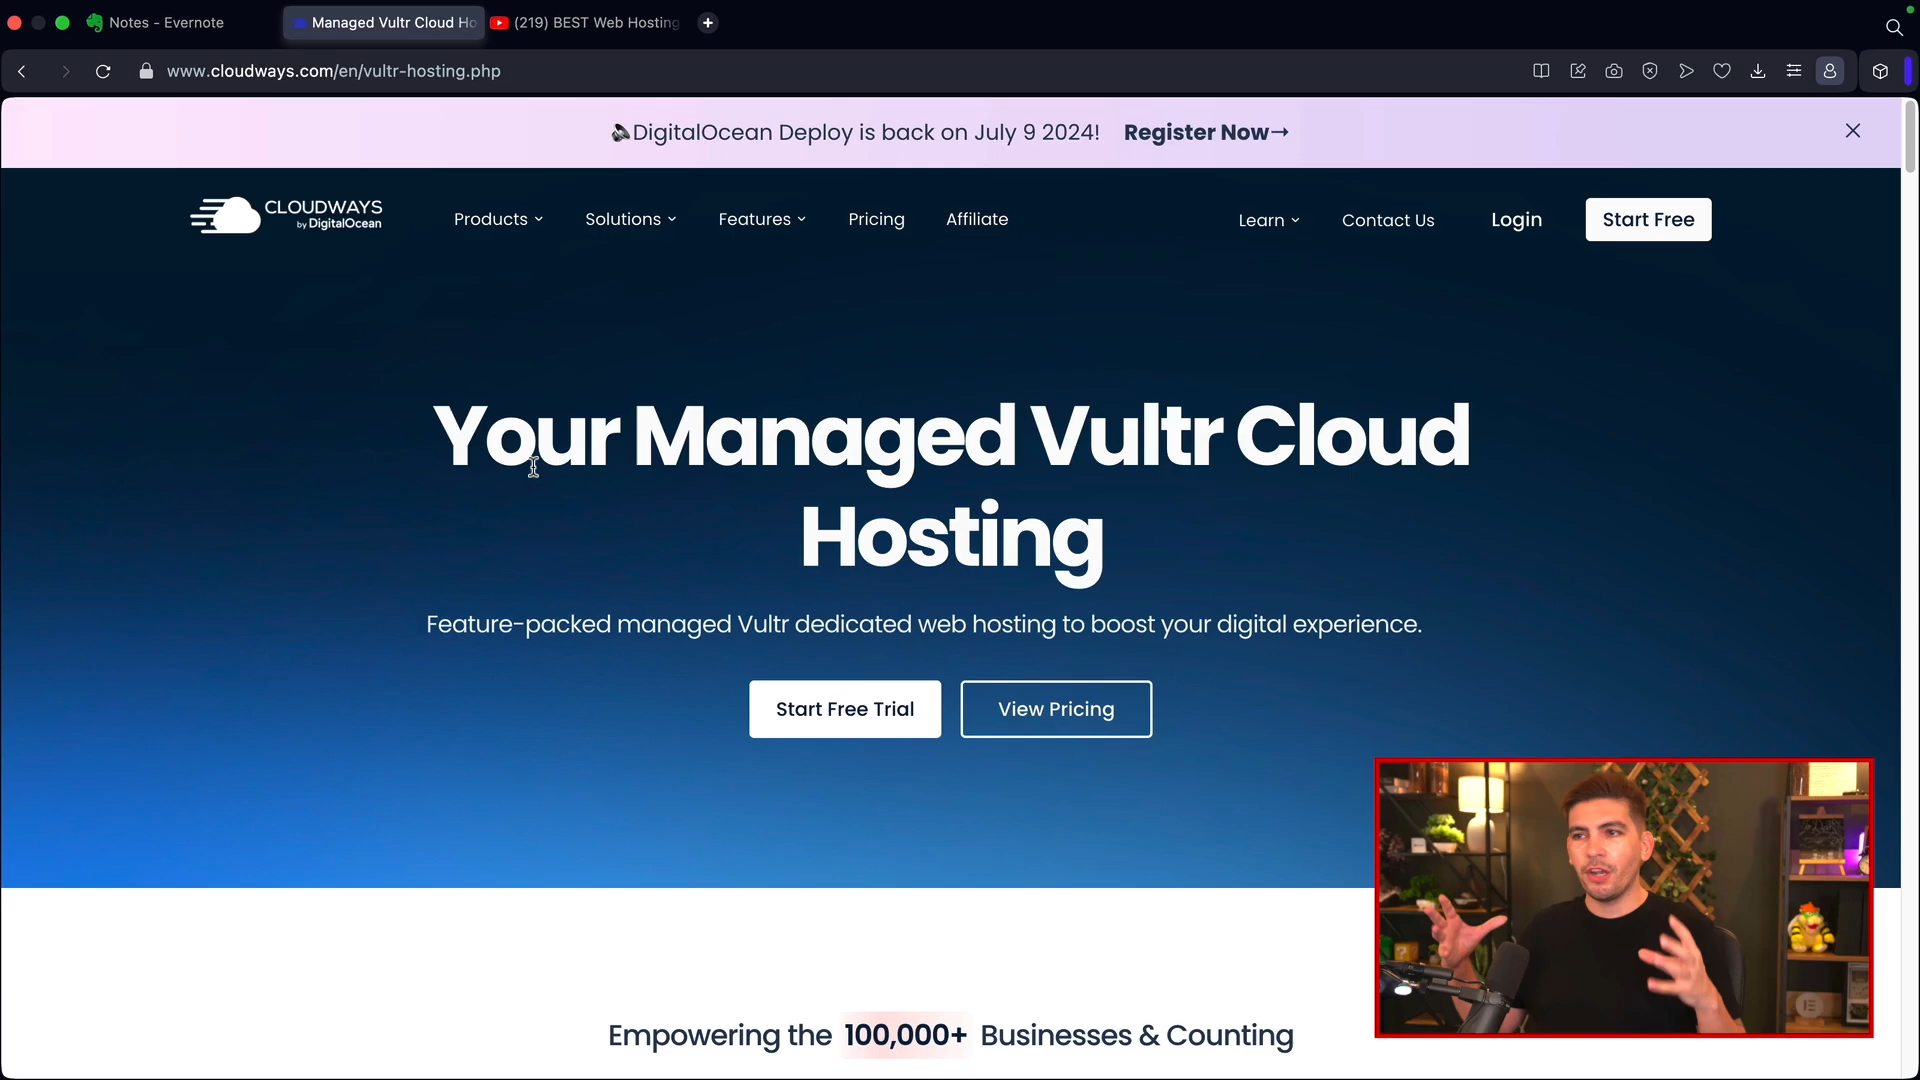 Notes - Evernote
Managed Vultr Cloud Ho
(219) BEST Web Hosting
www.cloudways.com/en/vultr-hosting.php
DigitalOcean Deploy is back on July 9 2024! Register Now→
CLOUDWAYS
by DigitalOcean
Products
Solutions
Features
Pricing
Affiliate
Learn
Contact Us
Login
Start Free
Your Managed Vultr Cloud
Hosting
Feature-packed managed Vultr dedicated web hosting to boost your digital experience.
Start Free Trial
View Pricing
Empowering the 100,000+ Businesses & Counting